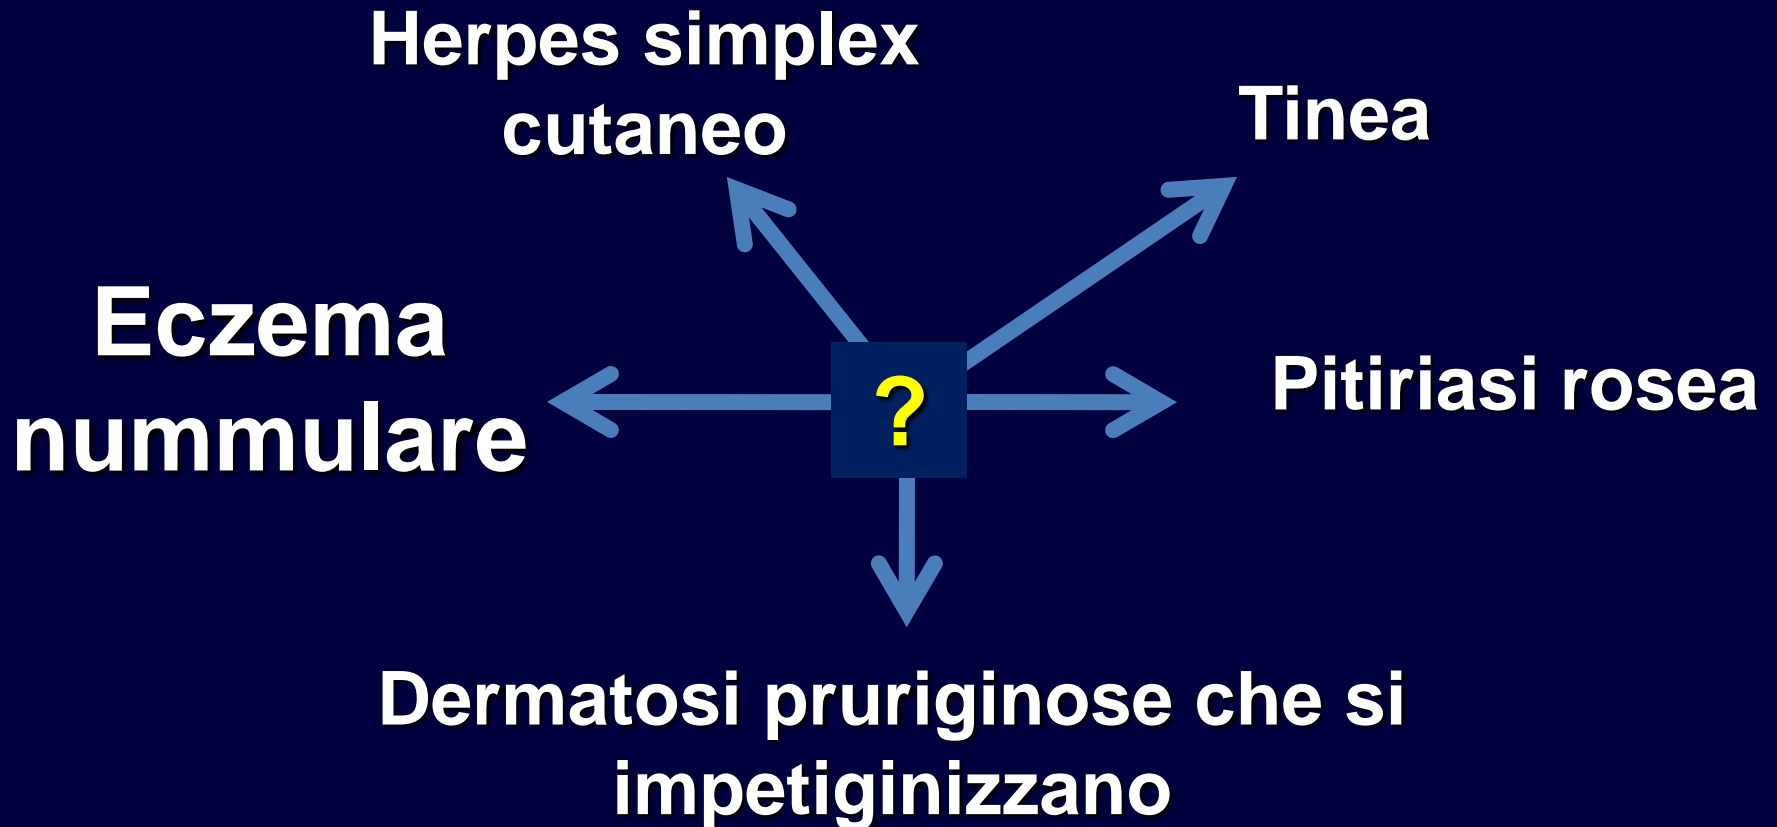 Herpes simplex
cutaneo
Tinea
Eczema
nummulare
?
Pitiriasi rosea
Dermatosi pruriginose che si
impetiginizzano